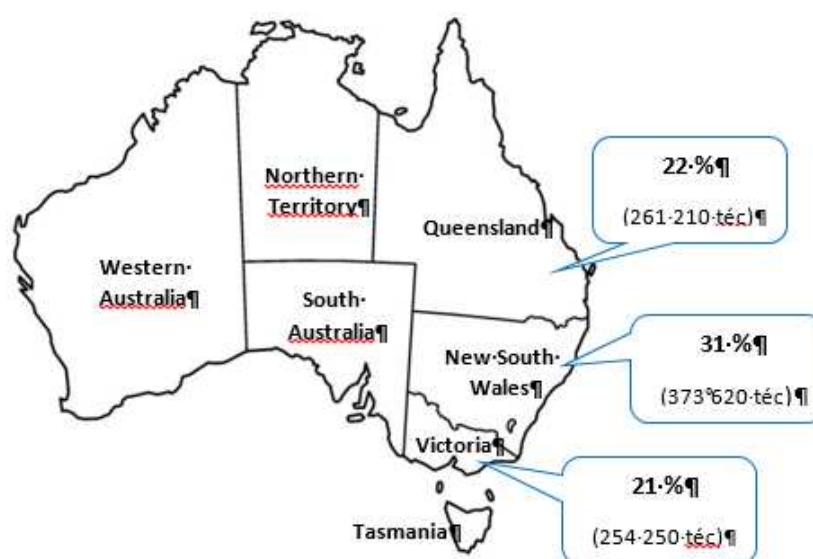 22·%¶
(261·210·téc)¶
Northern·
Territory¶
Queensland¶
Western·
Australia¶
South·
Australia¶
New·South·
Wales¶
31·%¶
(373°620·téc)¶
Victoria¶
21·%¶
(254·250·téc)¶
Tasmania¶